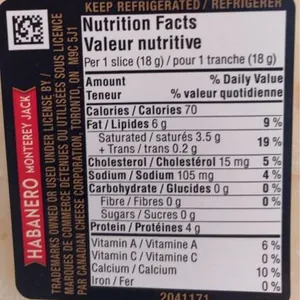 KEEP REFRIGERATED / REFRIGERER
Nutrition Facts
Valeur nutritive
Per 1 slice (18 g) / pour 1 tranche (18 g)
Amount % Daily Value
Teneur % valeur quotidienne
Calories / Calories 70
Fat / Lipides 6 g 9 %
Saturated / saturés 3.5 g
+ Trans / trans 0.2 g 19 %
Cholesterol / Cholestérol 15 mg 5 %
Sodium / Sodium 105 mg 4 %
Carbohydrate / Glucides 0 g 0 %
Fibre / Fibres 0 g 0 %
Sugars / Sucres 0 g
Protein / Protéines 4 g
Vitamin A / Vitamine A 6 %
Vitamin C / Vitamine C 0 %
Calcium / Calcium 10 %
Iron / Fer 0 %
2041171
HABANERO MONTEREY JACK
TRADEMARKS OWNED OR USED UNDER LICENSE BY /
MARQUES DE COMMERCE DÉTENUES OU UTILISÉES SOUS LICENCE
PAR CANADIAN CHEESE CORPORATION, TORONTO, ON M9C 5J1